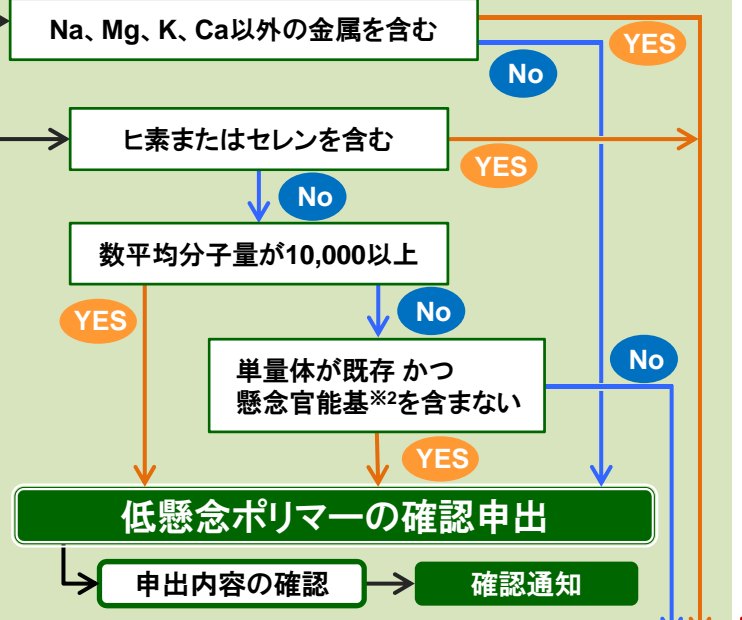 Na、Mg、K、Ca以外の金属を含む
YES
No
ヒ素またはセレンを含む
YES
No
数平均分子量が10,000以上
YES
No
単量体が既存 かつ
懸念官能基※2を含まない
No
YES
低懸念ポリマーの確認申出
申出内容の確認
確認通知